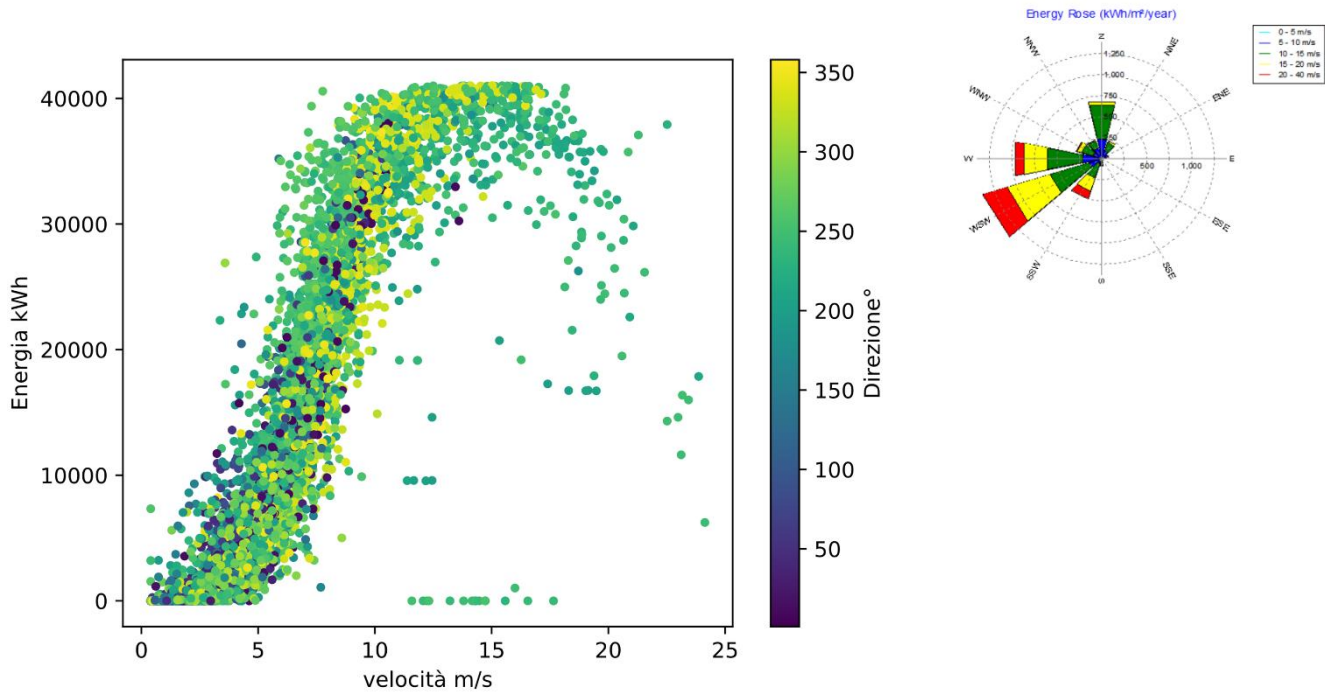 Energy Rose (kWh/m²/year)
0 - 5 m/s
5 - 10 m/s
10 - 15 m/s
15 - 20 m/s
20 - 40 m/s
NNW
NNE
WNW
ENE
W
E
WSW
ESE
SSW
SSE
S
1,250
1,000
750
500
1,000
40000
30000
20000
10000
0
Energia kWh
0
5
10
15
20
25
velocità m/s
350
300
250
200
150
100
50
Direzione°